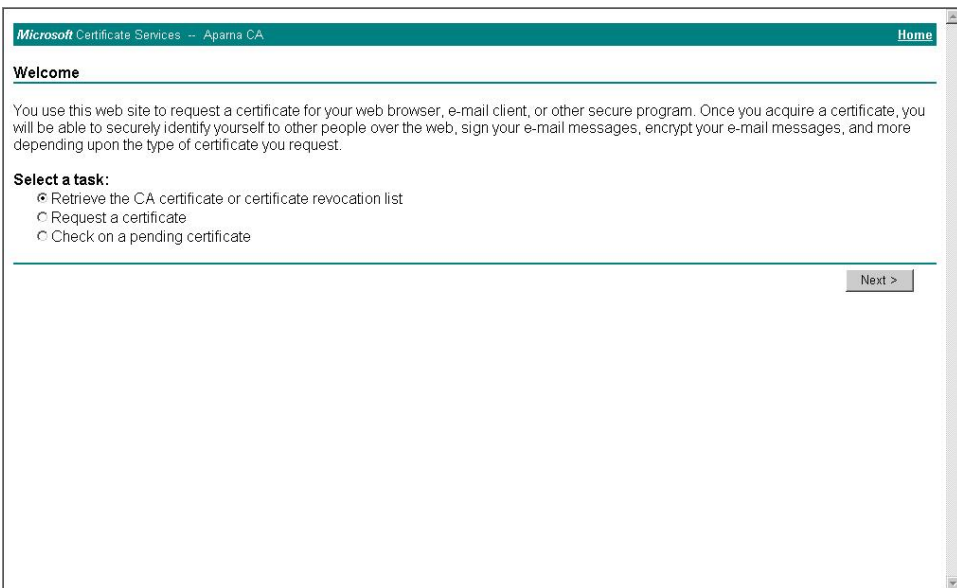 Microsoft Certificate Services -- Aparna CA Home
Welcome
You use this web site to request a certificate for your web browser, e-mail client, or other secure program. Once you acquire a certificate, you
will be able to securely identify yourself to other people over the web, sign your e-mail messages, encrypt your e-mail messages, and more
depending upon the type of certificate you request.
Select a task:
Retrieve the CA certificate or certificate revocation list
Request a certificate
Check on a pending certificate
Next >